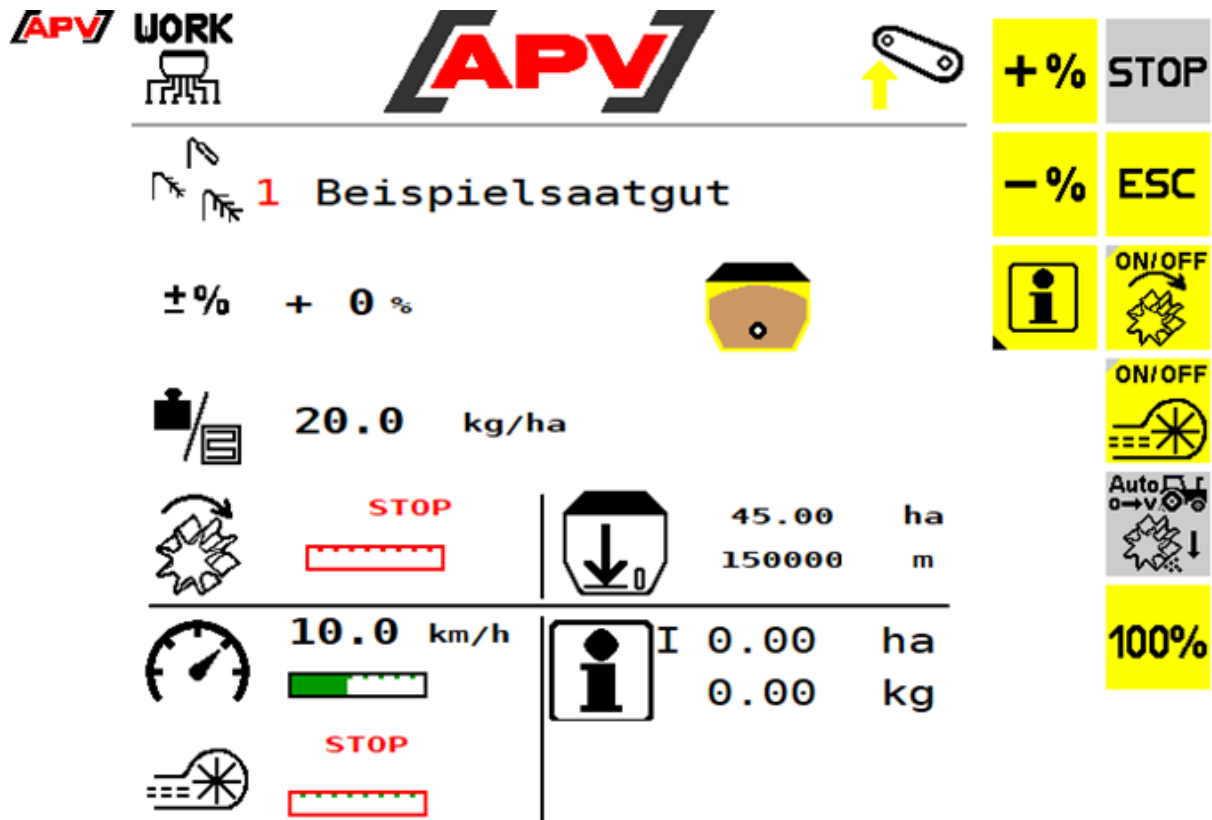 APV WORK APV
+% STOP
1 Beispielsaatgut
-% ESC
±% + 0 %
ON/OFF
20.0 kg/ha
ON/OFF
STOP
45.00 ha
150000 m
Auto
o→v
10.0 km/h
I 0.00 ha
0.00 kg
100%
STOP